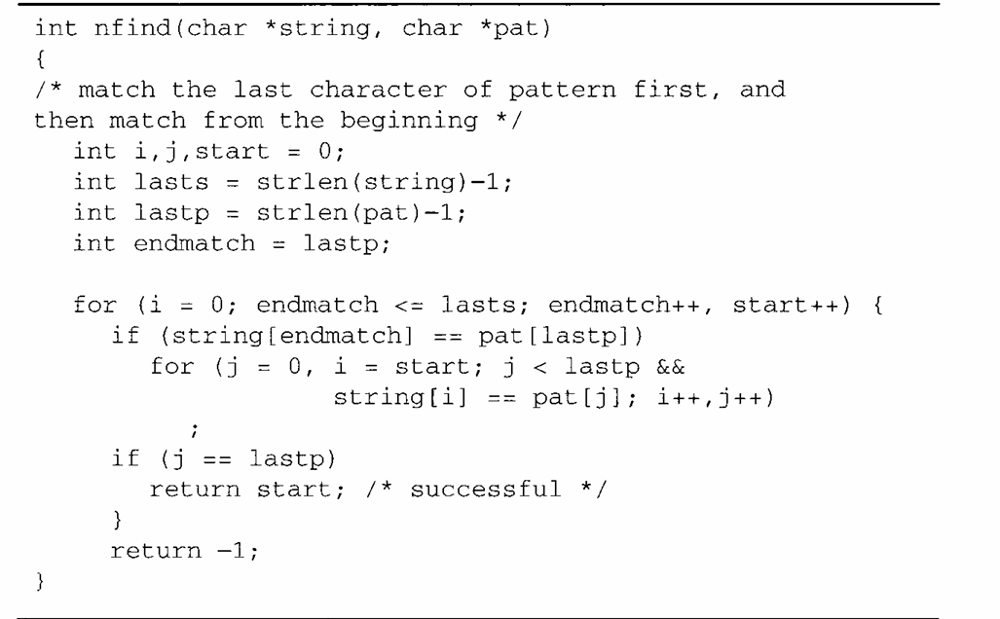 int nfind(char *string, char *pat)
{
/* match the last character of pattern first, and
then match from the beginning */
int i,j,start = 0;
int lasts = strlen(string)-1;
int lastp = strlen(pat)-1;
int endmatch = lastp;
for (i = 0; endmatch <= lasts; endmatch++, start++) {
if (string[endmatch] == pat[lastp])
for (j = 0, i = start; j < lastp &&
string[i] == pat[j]; i++,j++)
;
if (j == lastp)
return start; /* successful */
}
return -1;
}